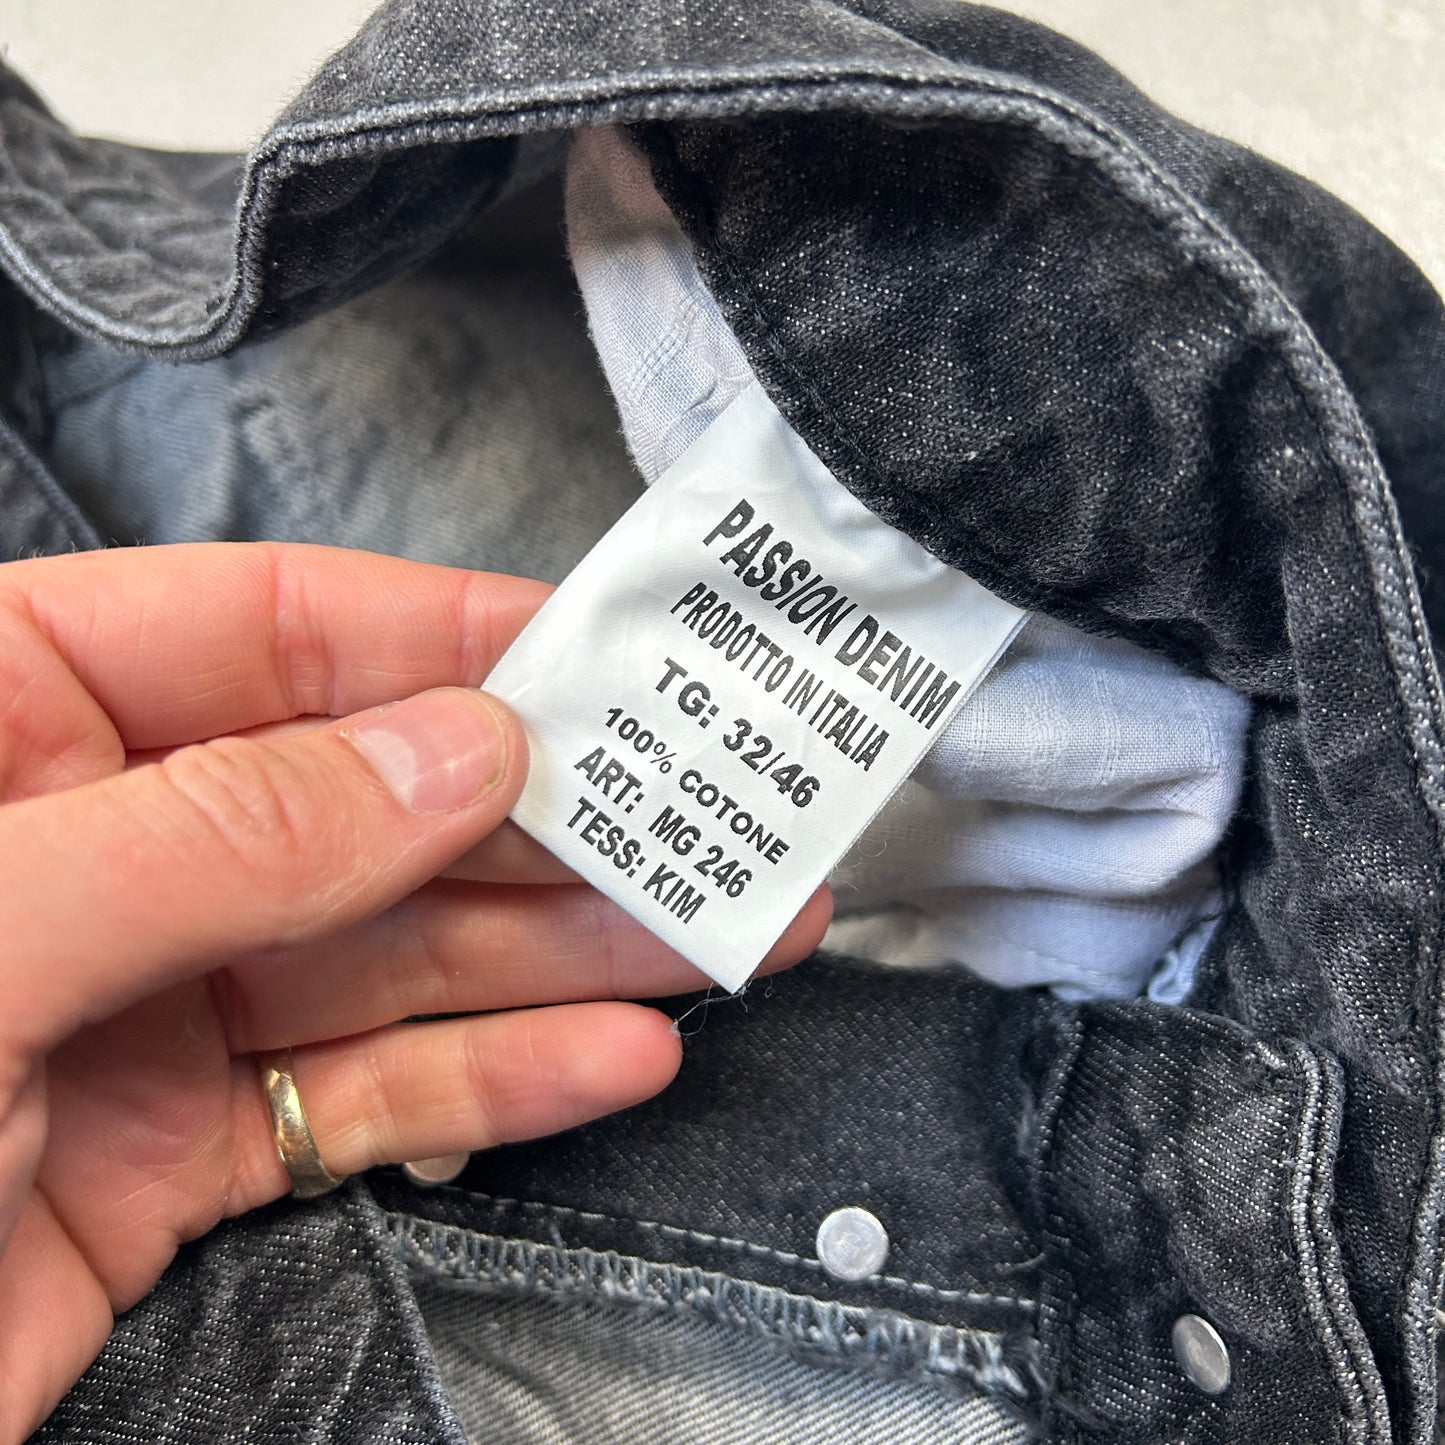 PASSION DENIM
PRODOTTO IN ITALIA
TG: 32/46
100% COTONE
ART: MG 246
TESS: KIM